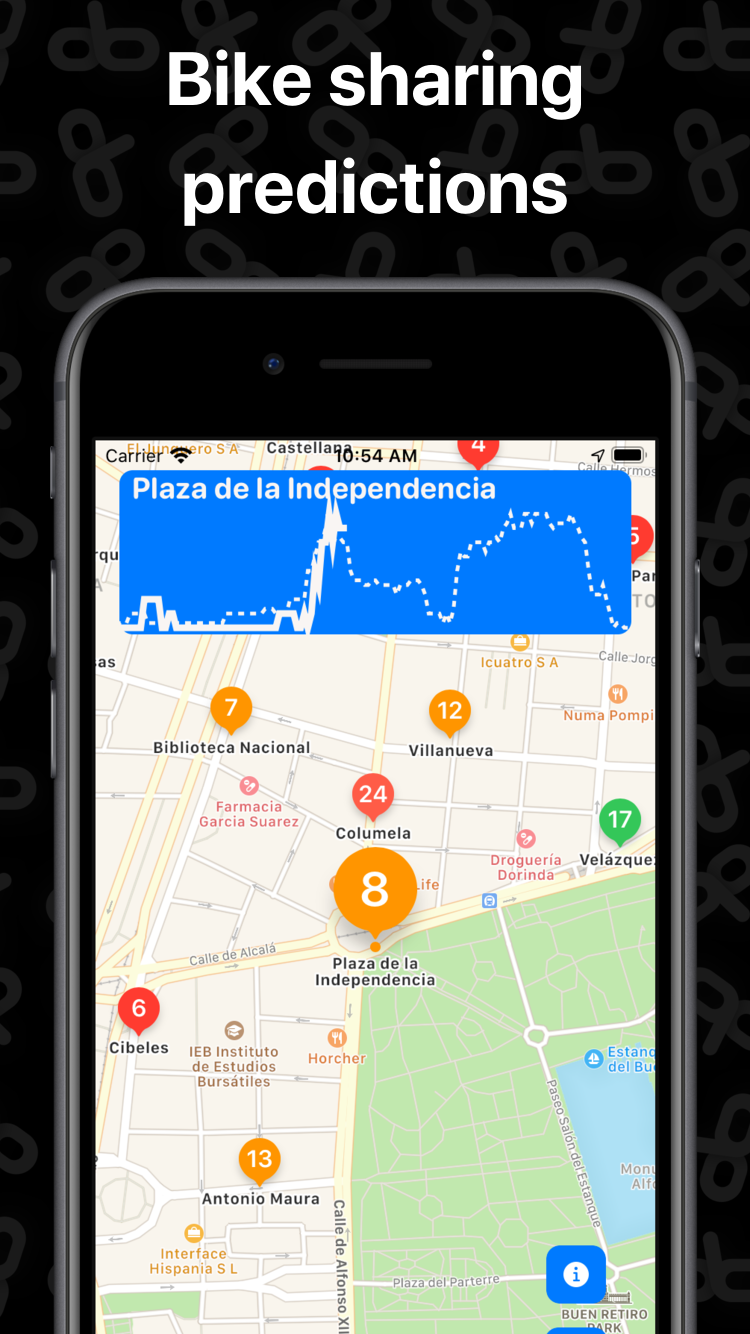 Bike sharing
predictions
El Junquero S A
Castellana
4
Carrier
10:54 AM
Calle Hermos
Plaza de la Independencia
5
Par
Icuatro S A
Calle Jorg
Numa Pompi
7
12
Biblioteca Nacional
Villanueva
Farmacia
Garcia Suarez
24
Columela
17
Droguería
Dorinda
Velázquez
8
Life
Calle de Alcalá
Plaza de la
Independencia
6
Cibeles
IEB Instituto
de Estudios
Bursátiles
Horcher
Estanq
del Bu
Paseo Salón del Estanque
13
Antonio Maura
Monu
Alfo
Calle de Alfonso XII
Interface
Hispania S L
Plaza del Parterre
i
BUEN RETIRO
PARK